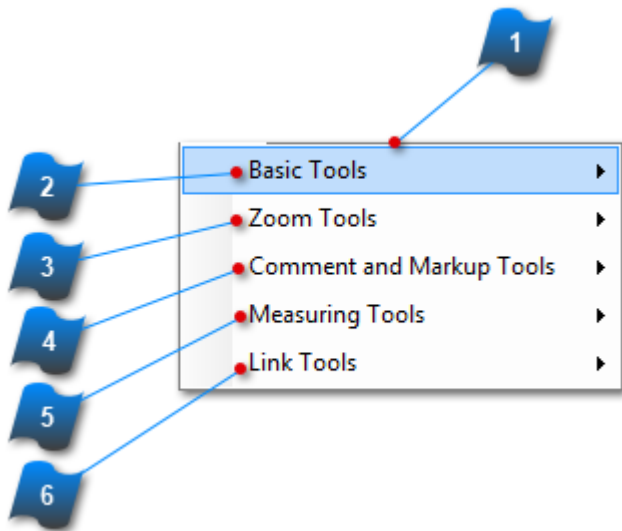 1
2 Basic Tools
3 Zoom Tools
4 Comment and Markup Tools
5 Measuring Tools
6 Link Tools